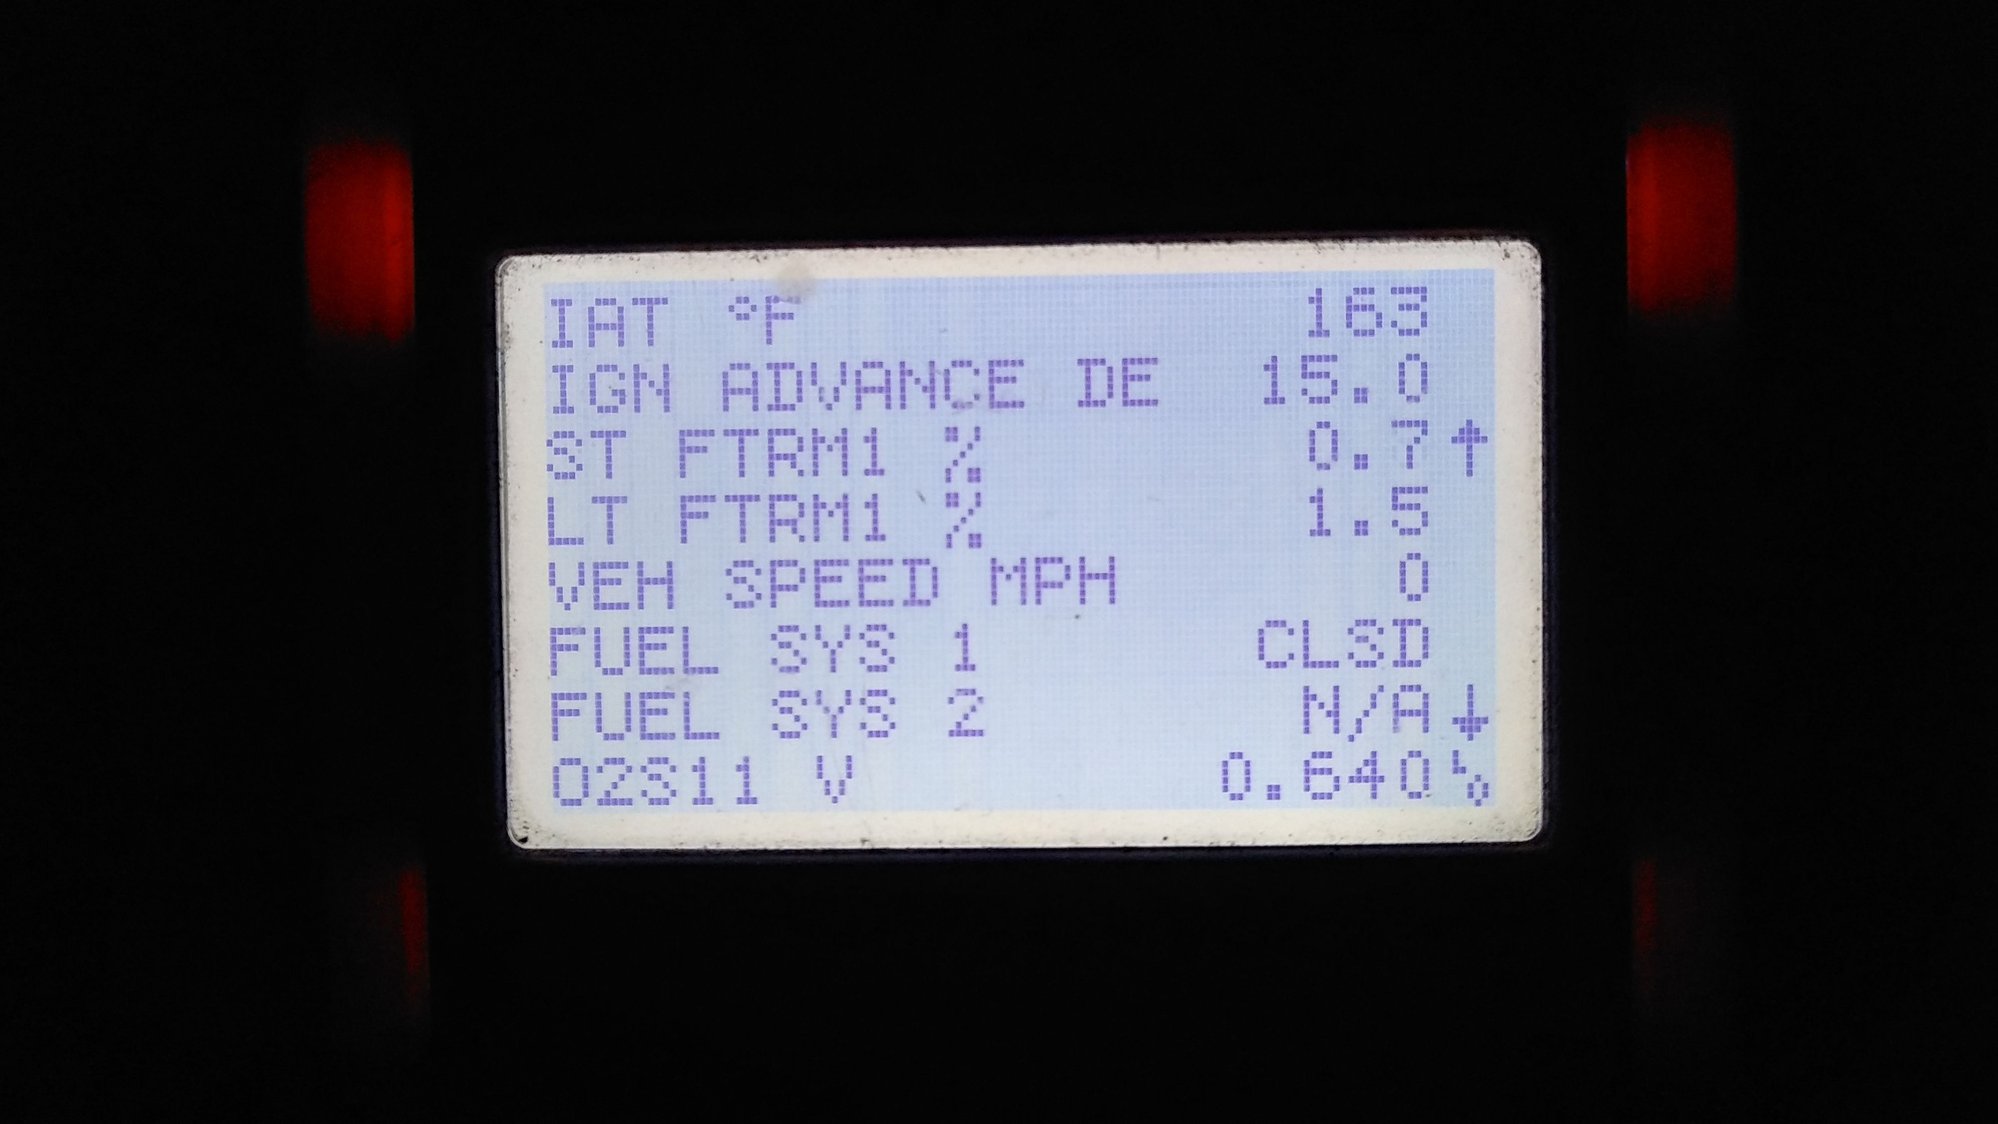 IAT °F 163
IGN ADVANCE DE 15.0
ST FTRM1 % 0.7↑
LT FTRM1 % 1.5
VEH SPEED MPH 0
FUEL SYS 1 CLSD
FUEL SYS 2 N/A↓
O2S11 V 0.640